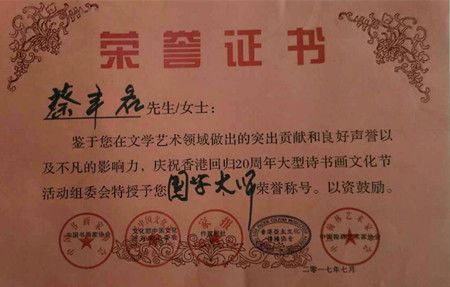 荣誉证书
蔡丰名先生/女士：
鉴于您在文学艺术领域做出的突出贡献和良好声誉以
及不凡的影响力、庆祝香港回归20周年大型诗书画文化节
活动组委会特授予您国学大师荣誉称号。以资鼓励。
作家报社
二零一七年七月